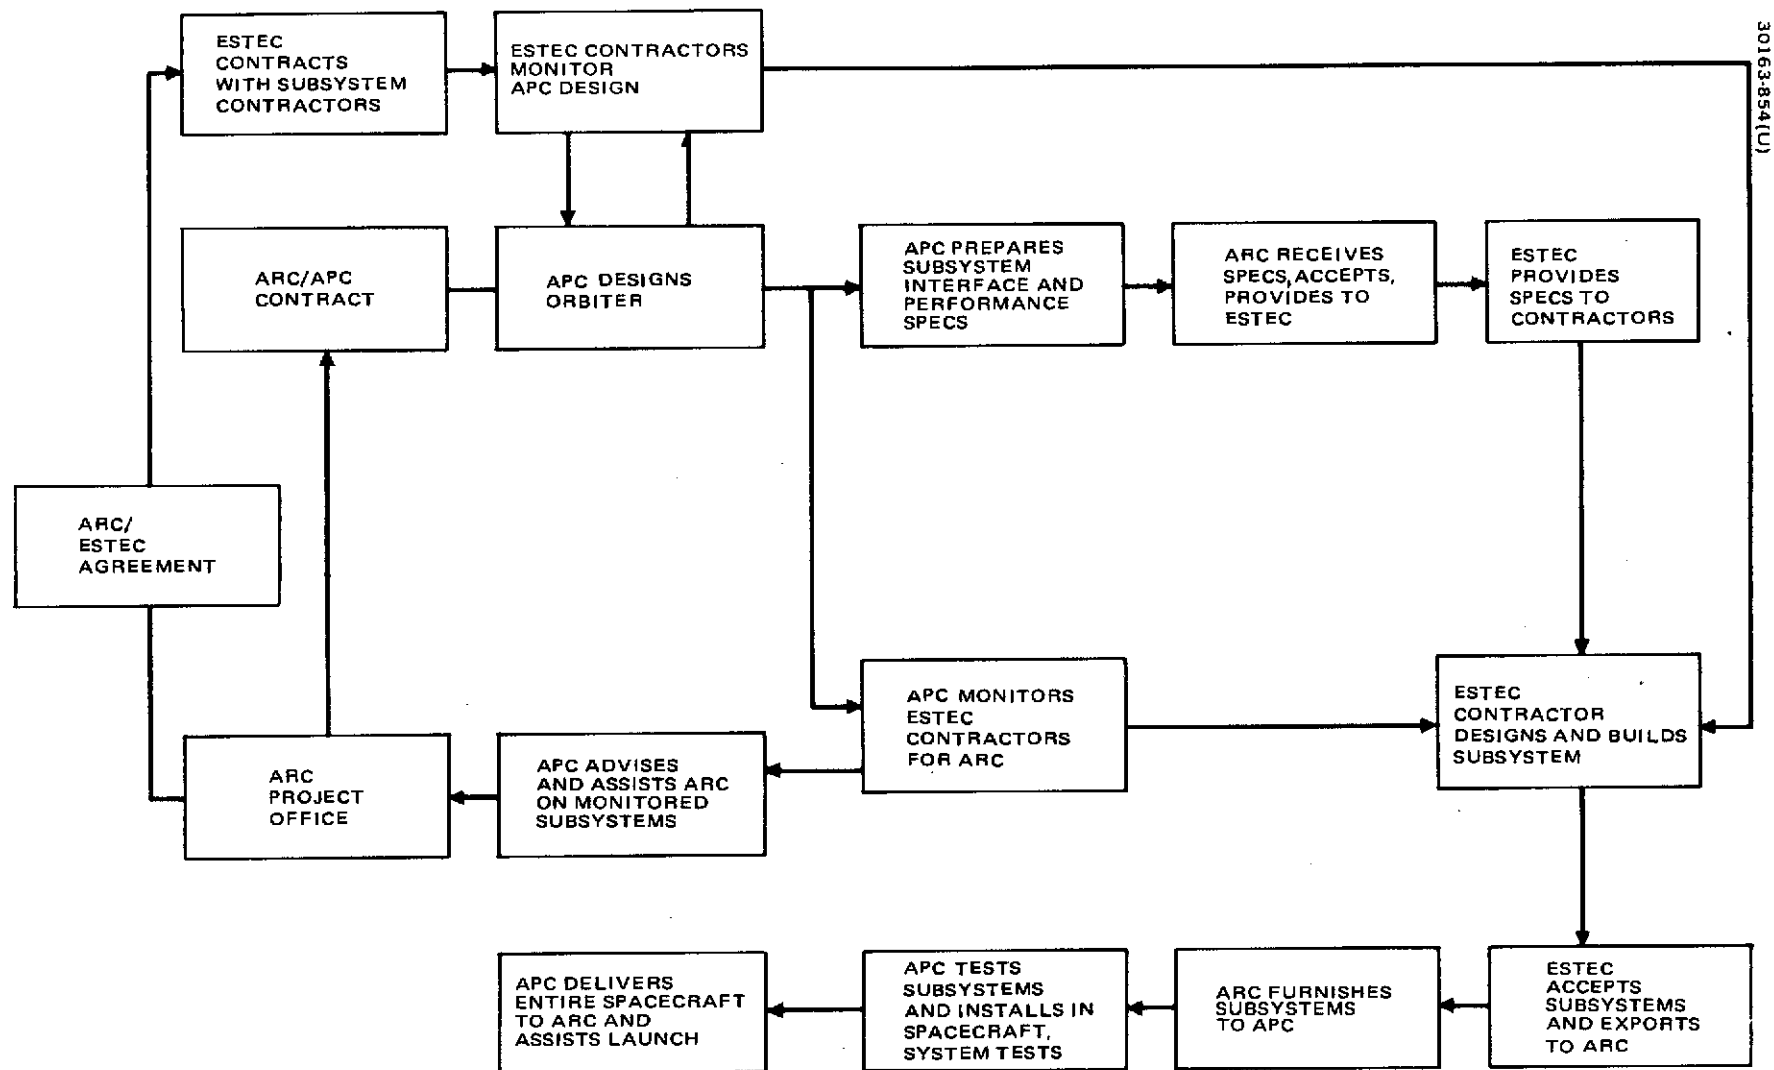 ESTEC
CONTRACTS
WITH SUBSYSTEM
CONTRACTORS
ESTEC CONTRACTORS
MONITOR
APC DESIGN
30163-854(U)
ARC/APC
CONTRACT
APC DESIGNS
ORBITER
APC PREPARES
SUBSYSTEM
INTERFACE AND
PERFORMANCE
SPECS
ARC RECEIVES
SPECS, ACCEPTS,
PROVIDES TO
ESTEC
ESTEC
PROVIDES
SPECS TO
CONTRACTORS
ARC/
ESTEC
AGREEMENT
ARC
PROJECT
OFFICE
APC ADVISES
AND ASSISTS ARC
ON MONITORED
SUBSYSTEMS
APC MONITORS
ESTEC
CONTRACTORS
FOR ARC
ESTEC
CONTRACTOR
DESIGNS AND BUILDS
SUBSYSTEM
APC DELIVERS
ENTIRE SPACECRAFT
TO ARC AND
ASSISTS LAUNCH
APC TESTS
SUBSYSTEMS
AND INSTALLS IN
SPACECRAFT,
SYSTEM TESTS
ARC FURNISHES
SUBSYSTEMS
TO APC
ESTEC
ACCEPTS
SUBSYSTEMS
AND EXPORTS
TO ARC